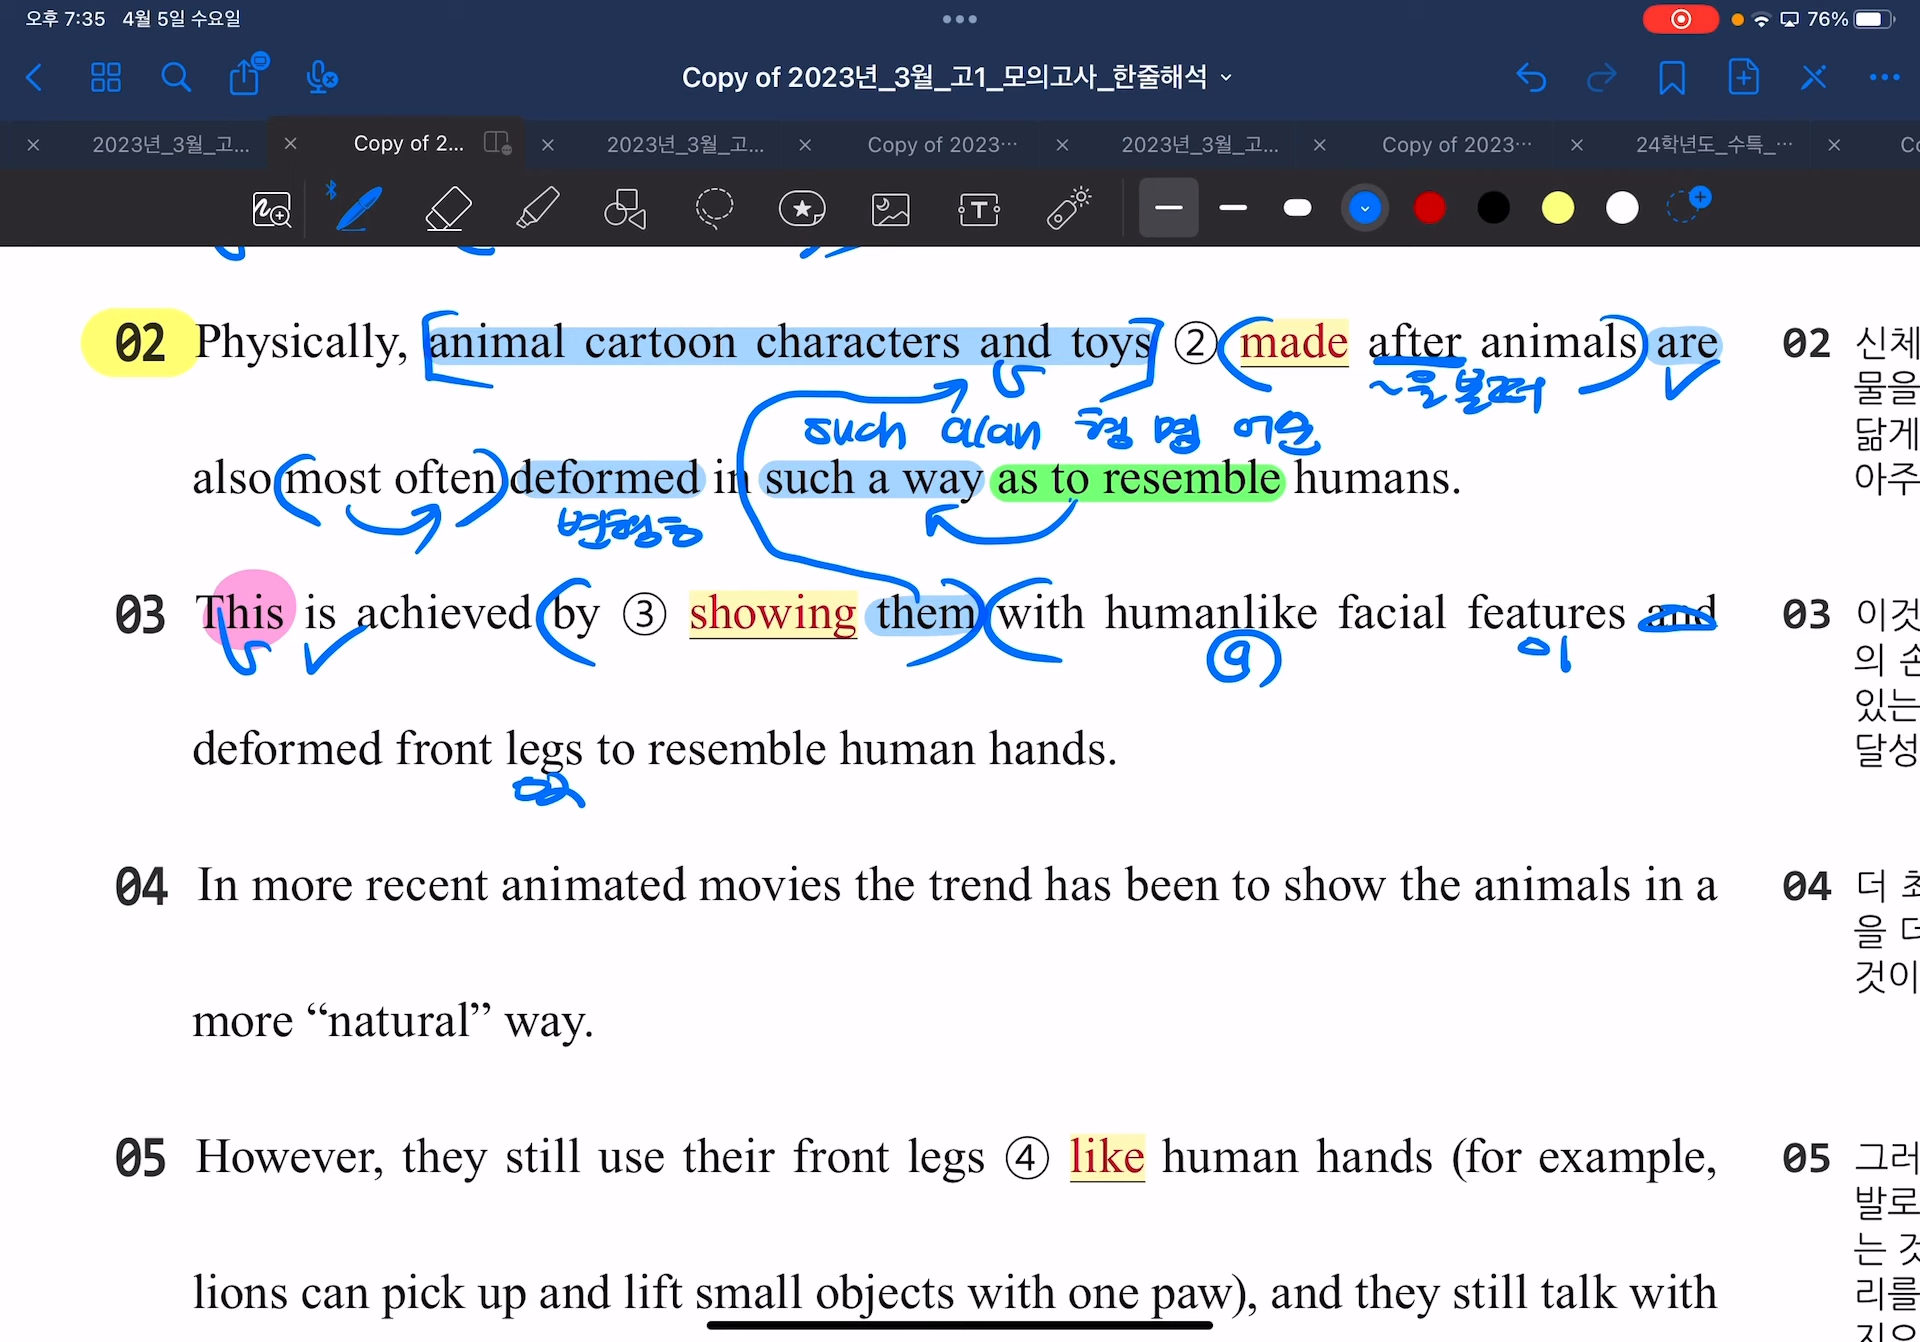 오후 7:35 4월 5일 수요일
76%
Copy of 2023년_3월_고1_모의고사_한줄해석
2023년_3월_고...
Copy of 2...
2023년_3월_고...
Copy of 2023...
2023년_3월_고...
Copy of 2023...
24학년도_수특_...
02 Physically, animal cartoon characters and toys ② made after animals are
~을 본떠
such a/an 형 명 어순
also most often deformed in such a way as to resemble humans.
변형된
03 This is achieved by ③ showing them with humanlike facial features and
deformed front legs to resemble human hands.
04 In more recent animated movies the trend has been to show the animals in a
more “natural” way.
05 However, they still use their front legs ④ like human hands (for example,
lions can pick up and lift small objects with one paw), and they still talk with
02 신체
물을
닮게
아주
03 이것
의 손
있는
달성
04 더 최
을 더
것이
05 그러
발로
는 것
리를